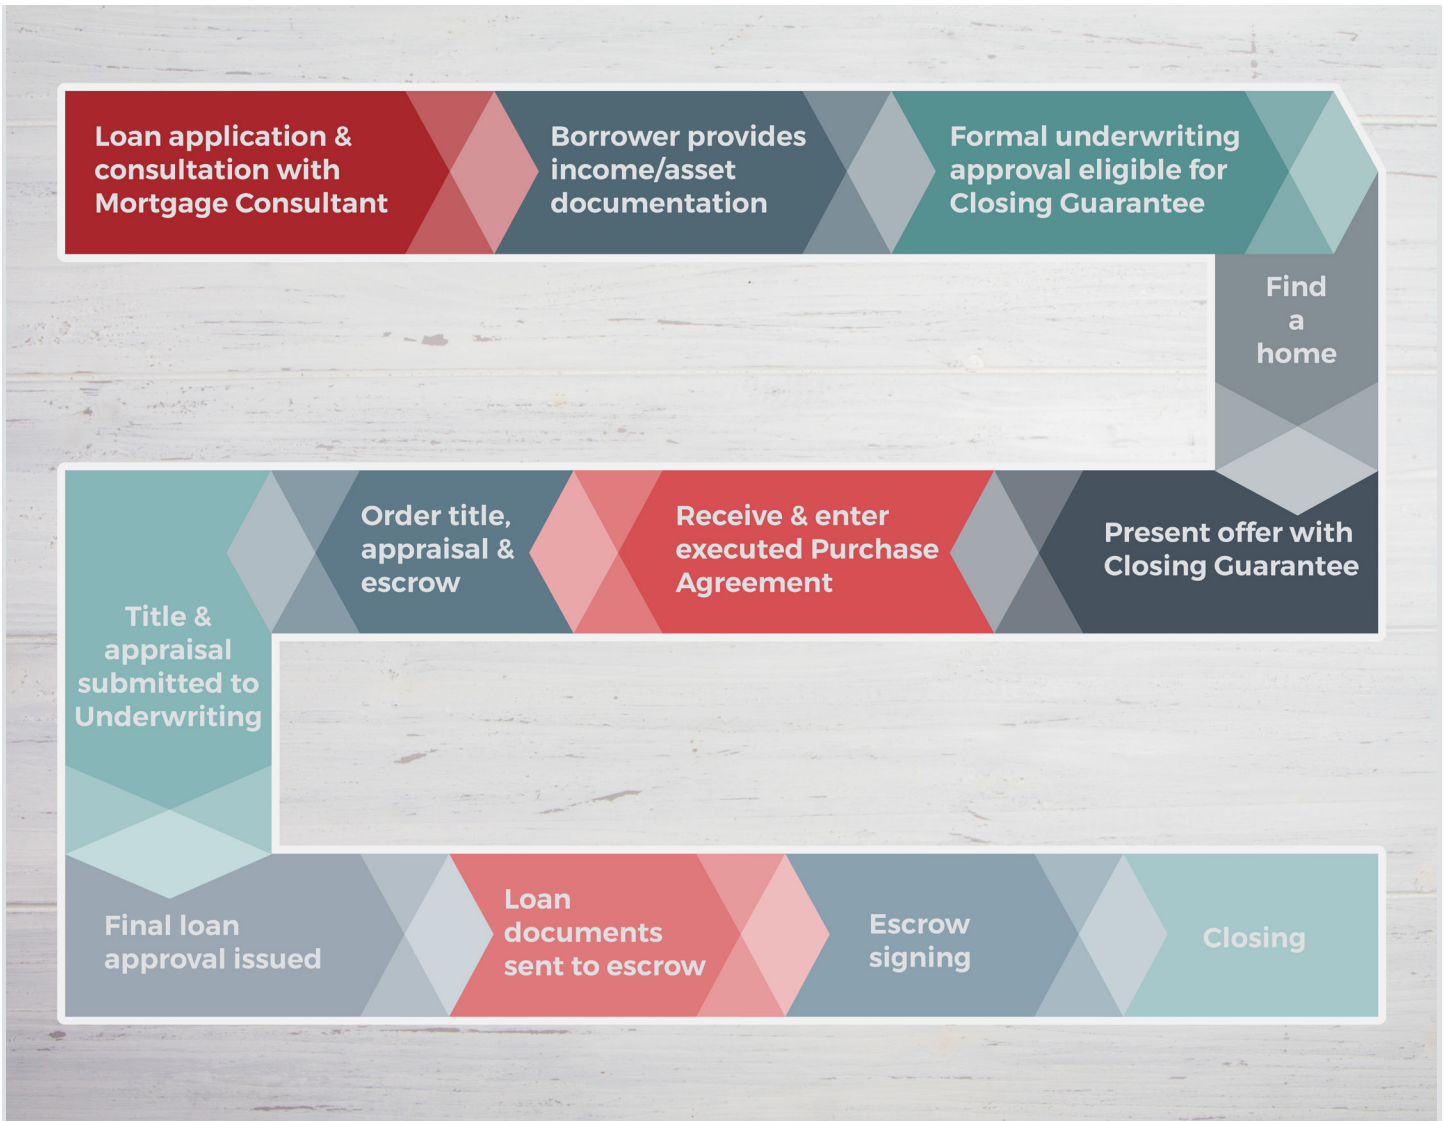 Loan application &
consultation with
Mortgage Consultant
Borrower provides
income/asset
documentation
Formal underwriting
approval eligible for
Closing Guarantee
Find
a
home
Present offer with
Closing Guarantee
Receive & enter
executed Purchase
Agreement
Order title,
appraisal &
escrow
Title &
appraisal
submitted to
Underwriting
Final loan
approval issued
Loan
documents
sent to escrow
Escrow
signing
Closing